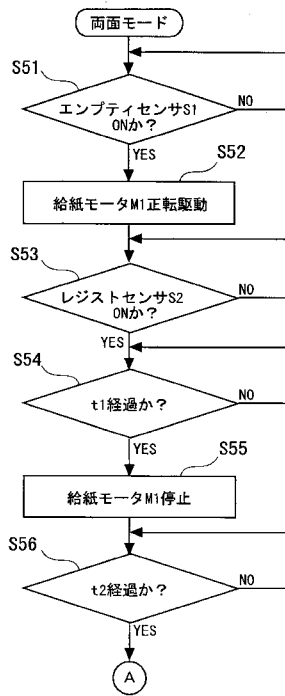 両面モード
S51
エンプティセンサS1
ONか？
NO
YES
S52
給紙モータM1正転駆動
S53
レジストセンサS2
ONか？
NO
YES
S54
t1経過か？
NO
YES
S55
給紙モータM1停止
S56
t2経過か？
NO
YES
A